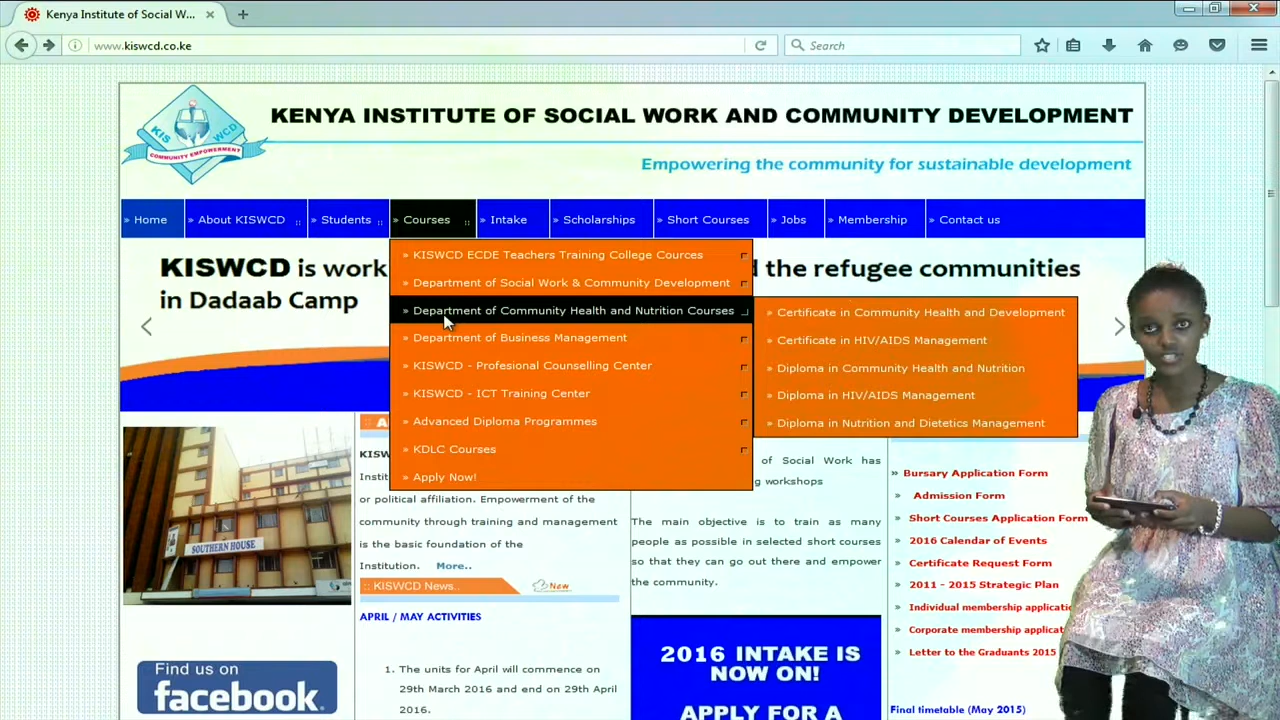 Kenya Institute of Social W...
www.kiswcd.co.ke
Search
KIS WCD
COMMUNITY EMPOWERMENT
KENYA INSTITUTE OF SOCIAL WORK AND COMMUNITY DEVELOPMENT
Empowering the community for sustainable development
» Home
» About KISWCD ::
» Students ::
» Courses ::
» Intake
» Scholarships
» Short Courses
» Jobs
» Membership
» Contact us
KISWCD is work
d the refugee communities
in Dadaab Camp
» KISWCD ECDE Teachers Training College Cources
» Department of Social Work & Community Development
» Department of Community Health and Nutrition Courses
» Department of Business Management
» KISWCD - Profesional Counselling Center
» KISWCD - ICT Training Center
» Advanced Diploma Programmes
» KDLC Courses
» Apply Now!
» Certificate in Community Health and Development
» Certificate in HIV/AIDS Management
» Diploma in Community Health and Nutrition
» Diploma in HIV/AIDS Management
» Diploma in Nutrition and Dietetics Management
SOUTHERN HOUSE
Find us on
facebook.
:: A
KISW
Instit
or political affiliation. Empowerment of the
community through training and management
is the basic foundation of the
Institution. More..
:: KISWCD News..
New
APRIL / MAY ACTIVITIES
1. The units for April will commence on
29th March 2016 and end on 29th April
2016.
of Social Work has
g workshops
The main objective is to train as many
people as possible in selected short courses
so that they can go out there and empower
the community.
2016 INTAKE IS
NOW ON!
APPLY FOR A
» Bursary Application Form
» Admission Form
» Short Courses Application Form
» 2016 Calendar of Events
» Certificate Request Form
» 2011 - 2015 Strategic Plan
» Individual membership applicatio
» Corporate membership applicat
» Letter to the Graduants 2015
Final timetable (May 2015)